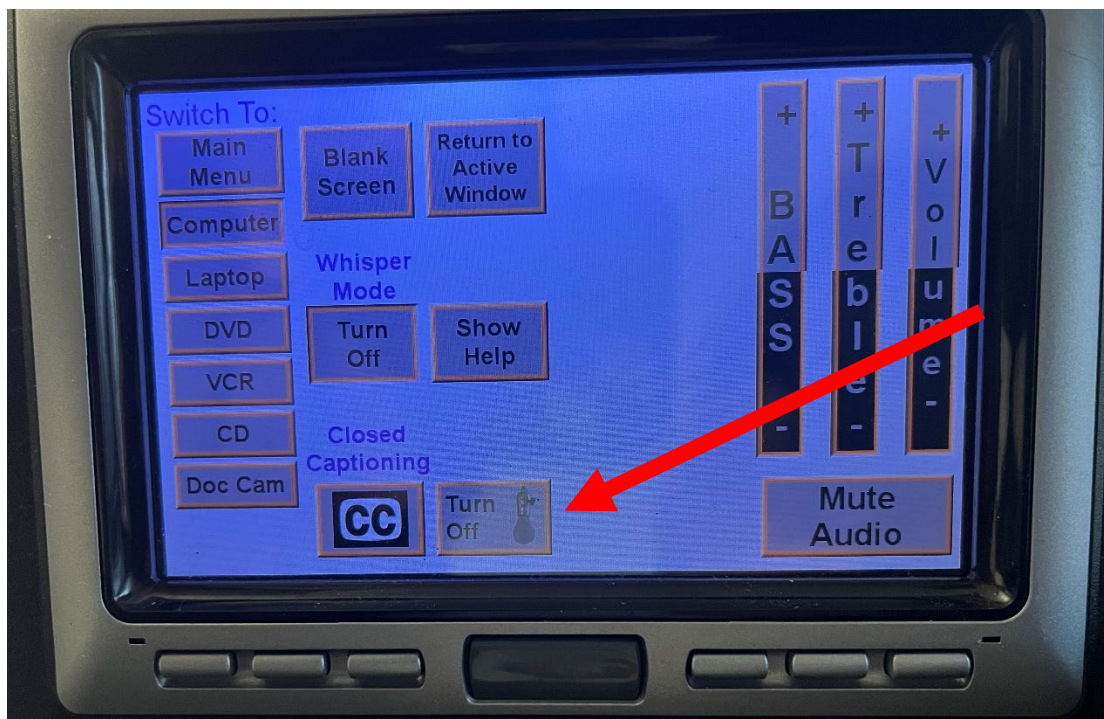 Switch To:
Main
Menu
Blank
Screen
Return to
Active
Window
Computer
Laptop
DVD
VCR
CD
Doc Cam
Whisper
Mode
Turn
Off
Show
Help
Closed
Captioning
CC
Turn
Off
+ BASS -
+ Treble -
+ Volume -
Mute
Audio